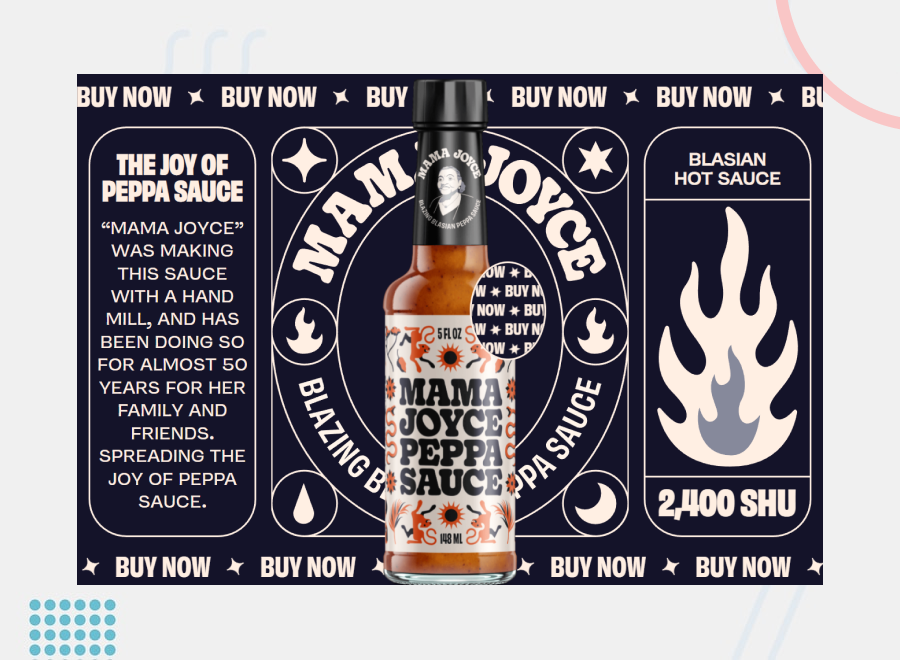 BUY NOW BUY NOW BUY BUY NOW BUY NOW
THE JOY OF
PEPPA SAUCE
“MAMA JOYCE”
WAS MAKING
THIS SAUCE
WITH A HAND
MILL, AND HAS
BEEN DOING SO
FOR ALMOST 50
YEARS FOR HER
FAMILY AND
FRIENDS.
SPREADING THE
JOY OF PEPPA
SAUCE.
MAMA JOYCE
BLAZING
SAUCE
MAMA JOYCE
BLAZING BLASIAN PEPPA SAUCE
BUY
BUY NOW
NOW BUY
BUY NOW
NOW
5 FL OZ
MAMA
JOYCE
PEPPA
SAUCE
148 ML
BLASIAN
HOT SAUCE
2,400 SHU
BUY NOW BUY NOW BUY NOW BUY NOW